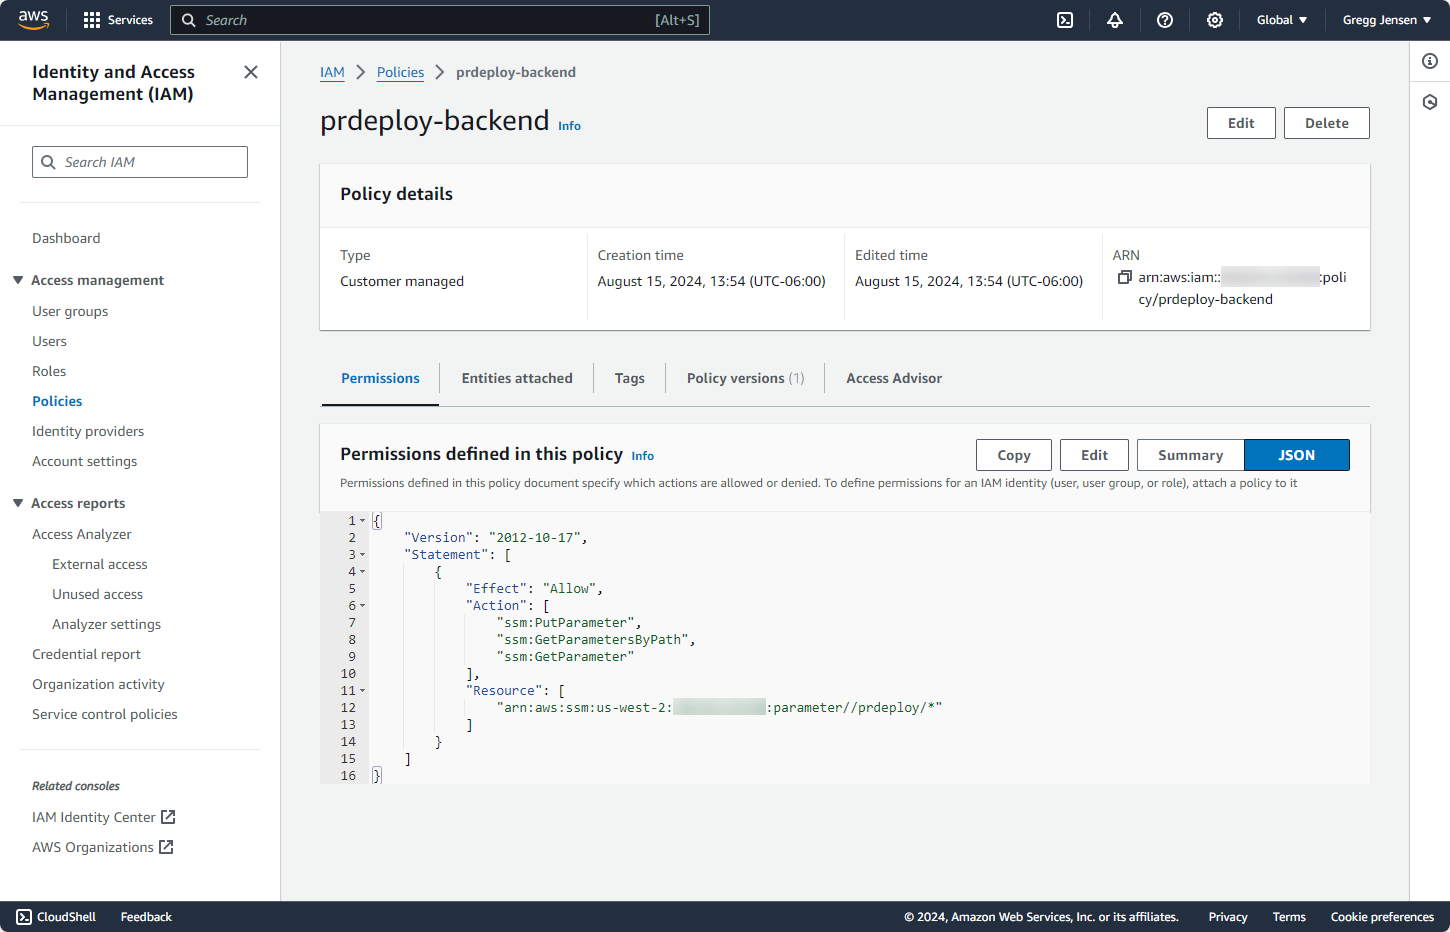 aws
Services
Search
[Alt+S]
Global
Gregg Jensen
Identity and Access
Management (IAM)
Search IAM
Dashboard
Access management
User groups
Users
Roles
Policies
Identity providers
Account settings
Access reports
Access Analyzer
External access
Unused access
Analyzer settings
Credential report
Organization activity
Service control policies
Related consoles
IAM Identity Center
AWS Organizations
IAM > Policies > prdeploy-backend
prdeploy-backend Info
Edit
Delete
Policy details
Type
Customer managed
Creation time
August 15, 2024, 13:54 (UTC-06:00)
Edited time
August 15, 2024, 13:54 (UTC-06:00)
ARN
arn:aws:iam:: :poli
cy/prdeploy-backend
Permissions
Entities attached
Tags
Policy versions (1)
Access Advisor
Permissions defined in this policy Info
Copy
Edit
Summary
JSON
Permissions defined in this policy document specify which actions are allowed or denied. To define permissions for an IAM identity (user, user group, or role), attach a policy to it
1 {
2 "Version": "2012-10-17",
3 "Statement": [
4 {
5 "Effect": "Allow",
6 "Action": [
7 "ssm:PutParameter",
8 "ssm:GetParametersByPath",
9 "ssm:GetParameter"
10 ],
11 "Resource": [
12 "arn:aws:ssm:us-west-2: :parameter//prdeploy/*"
13 ]
14 }
15 ]
16 }
CloudShell
Feedback
© 2024, Amazon Web Services, Inc. or its affiliates.
Privacy
Terms
Cookie preferences